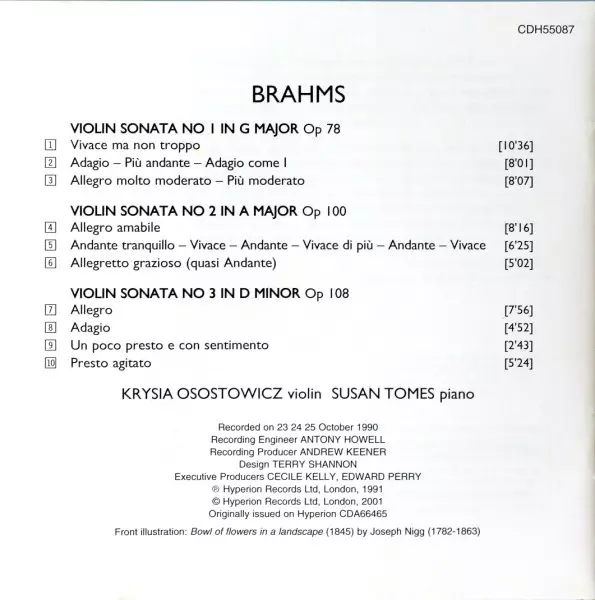 CDH55087
BRAHMS
VIOLIN SONATA NO 1 IN G MAJOR Op 78
1 Vivace ma non troppo [10'36]
2 Adagio – Più andante – Adagio come I [8'01]
3 Allegro molto moderato – Più moderato [8'07]
VIOLIN SONATA NO 2 IN A MAJOR Op 100
4 Allegro amabile [8'16]
5 Andante tranquillo – Vivace – Andante – Vivace di più – Andante – Vivace [6'25]
6 Allegretto grazioso (quasi Andante) [5'02]
VIOLIN SONATA NO 3 IN D MINOR Op 108
7 Allegro [7'56]
8 Adagio [4'52]
9 Un poco presto e con sentimento [2'43]
10 Presto agitato [5'24]
KRYSIA OSOSTOWICZ violin SUSAN TOMES piano
Recorded on 23 24 25 October 1990
Recording Engineer ANTONY HOWELL
Recording Producer ANDREW KEENER
Design TERRY SHANNON
Executive Producers CECILE KELLY, EDWARD PERRY
℗ Hyperion Records Ltd, London, 1991
© Hyperion Records Ltd, London, 2001
Originally issued on Hyperion CDA66465
Front illustration: Bowl of flowers in a landscape (1845) by Joseph Nigg (1782-1863)